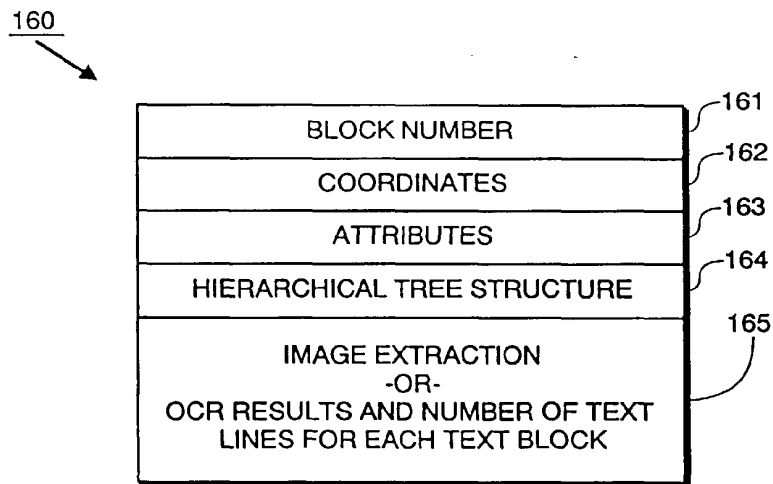 160
161
BLOCK NUMBER
162
COORDINATES
163
ATTRIBUTES
164
HIERARCHICAL TREE STRUCTURE
165
IMAGE EXTRACTION
-OR-
OCR RESULTS AND NUMBER OF TEXT
LINES FOR EACH TEXT BLOCK